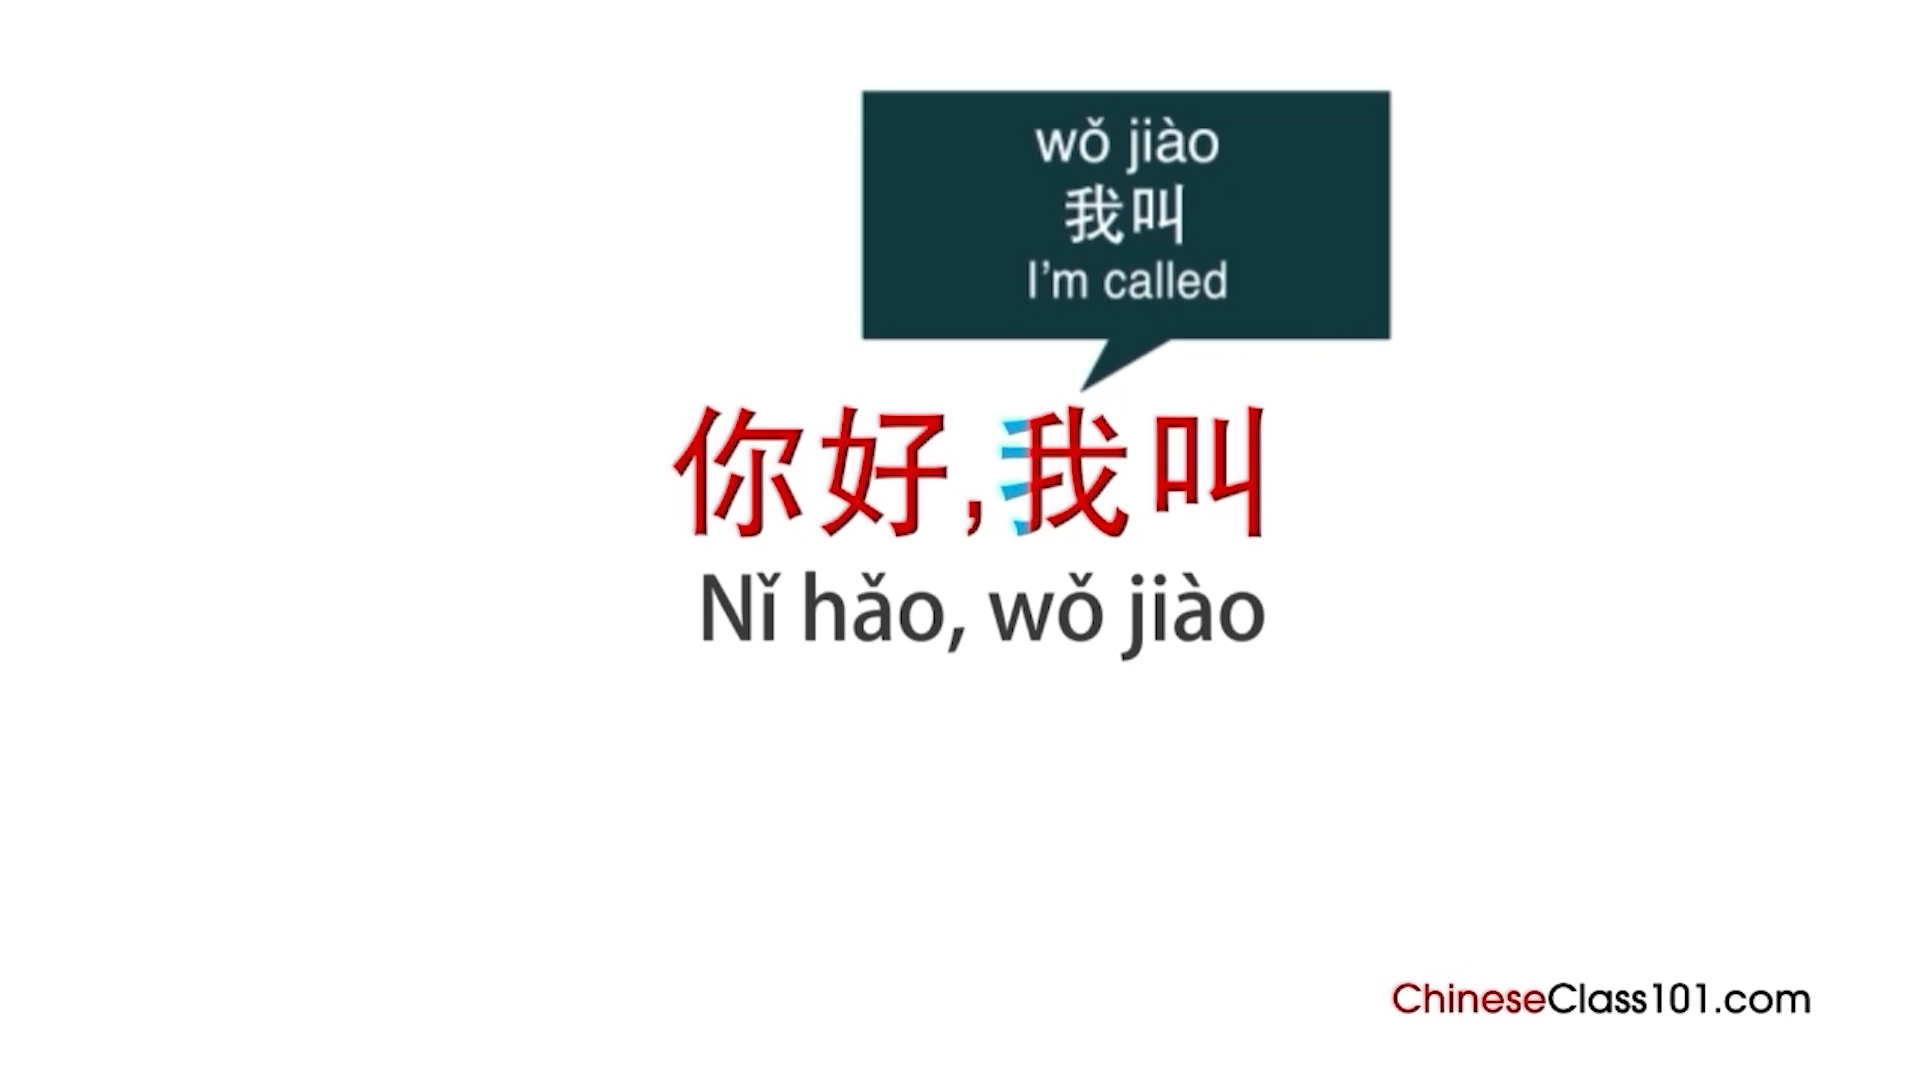 wǒ jiào
我叫
I'm called
你好,我叫
Nǐ hǎo, wǒ jiào
ChineseClass101.com